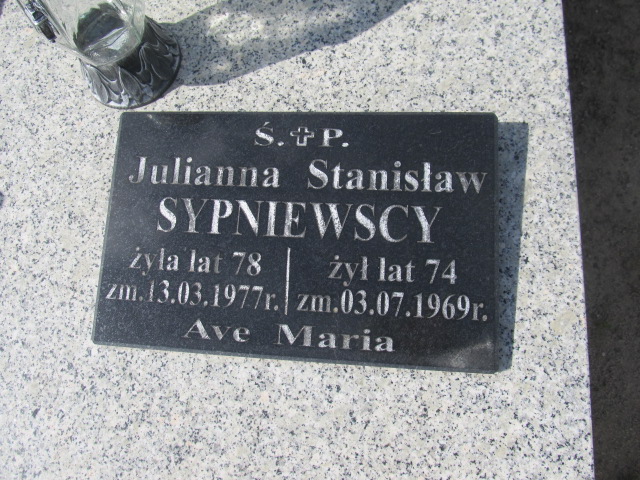 Ś.✝P.
Julianna Stanisław
SYPNIEWSCY
żyła lat 78 | żył lat 74
zm.13.03.1977r. | zm.03.07.1969r.
Ave Maria